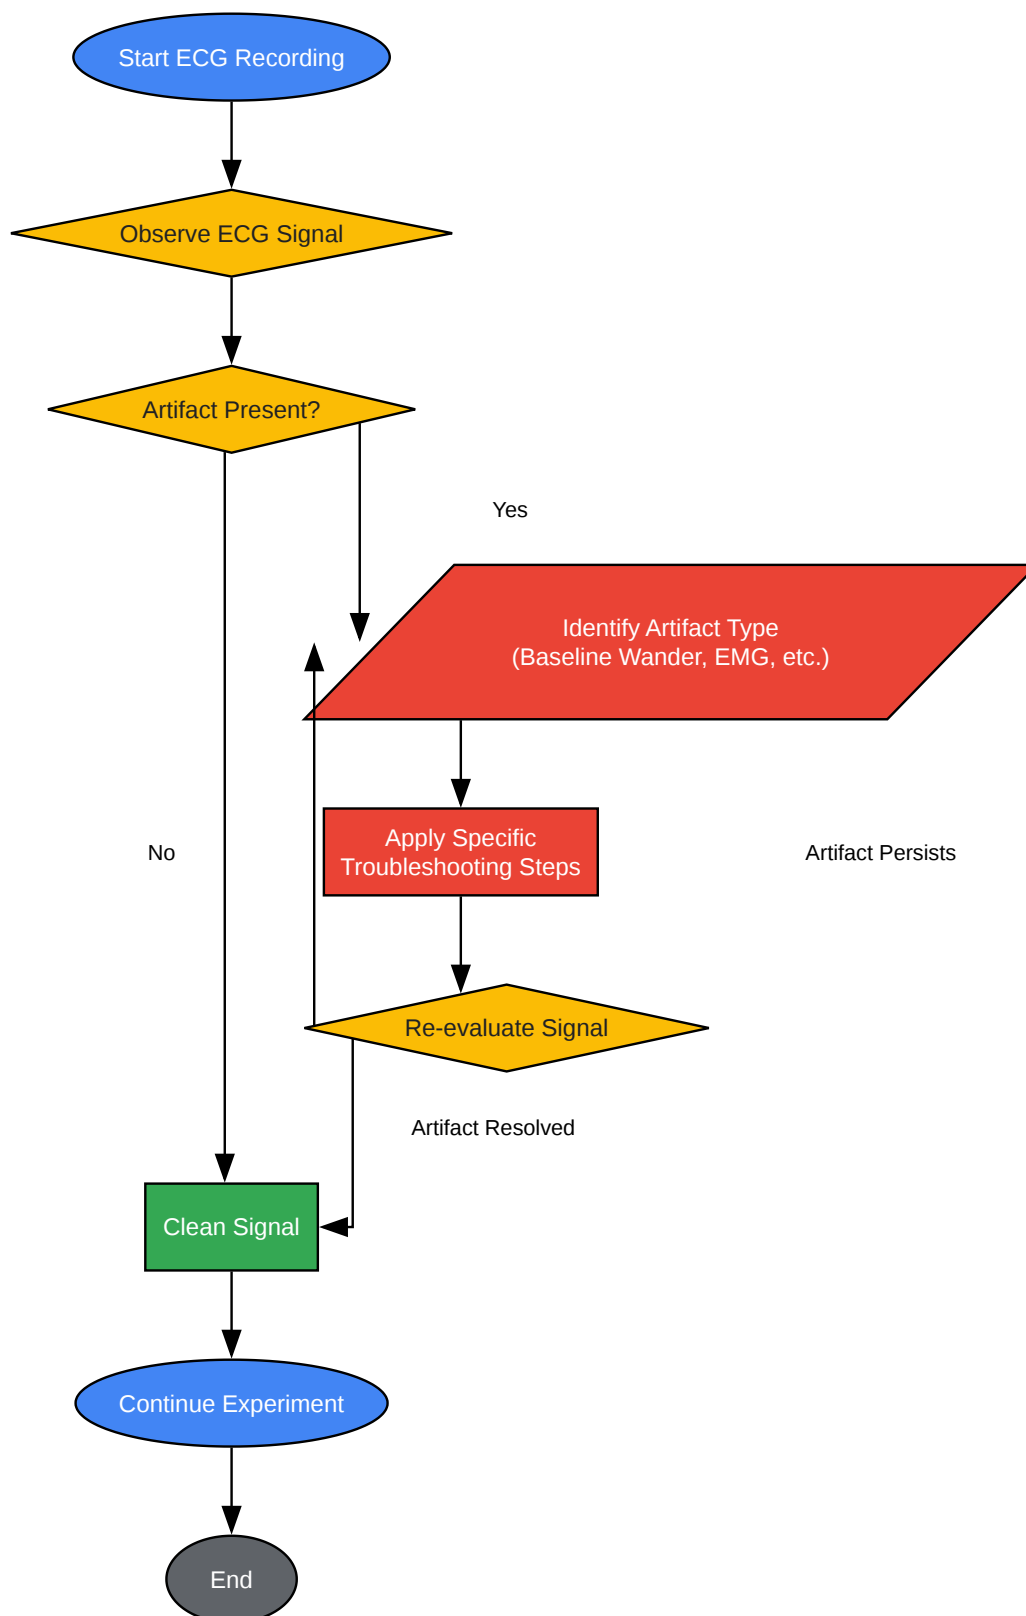 Start ECG Recording
Observe ECG Signal
Artifact Present?
Yes
Identify Artifact Type
(Baseline Wander, EMG, etc.)
No
Apply Specific
Troubleshooting Steps
Artifact Persists
Re-evaluate Signal
Artifact Resolved
Clean Signal
Continue Experiment
End